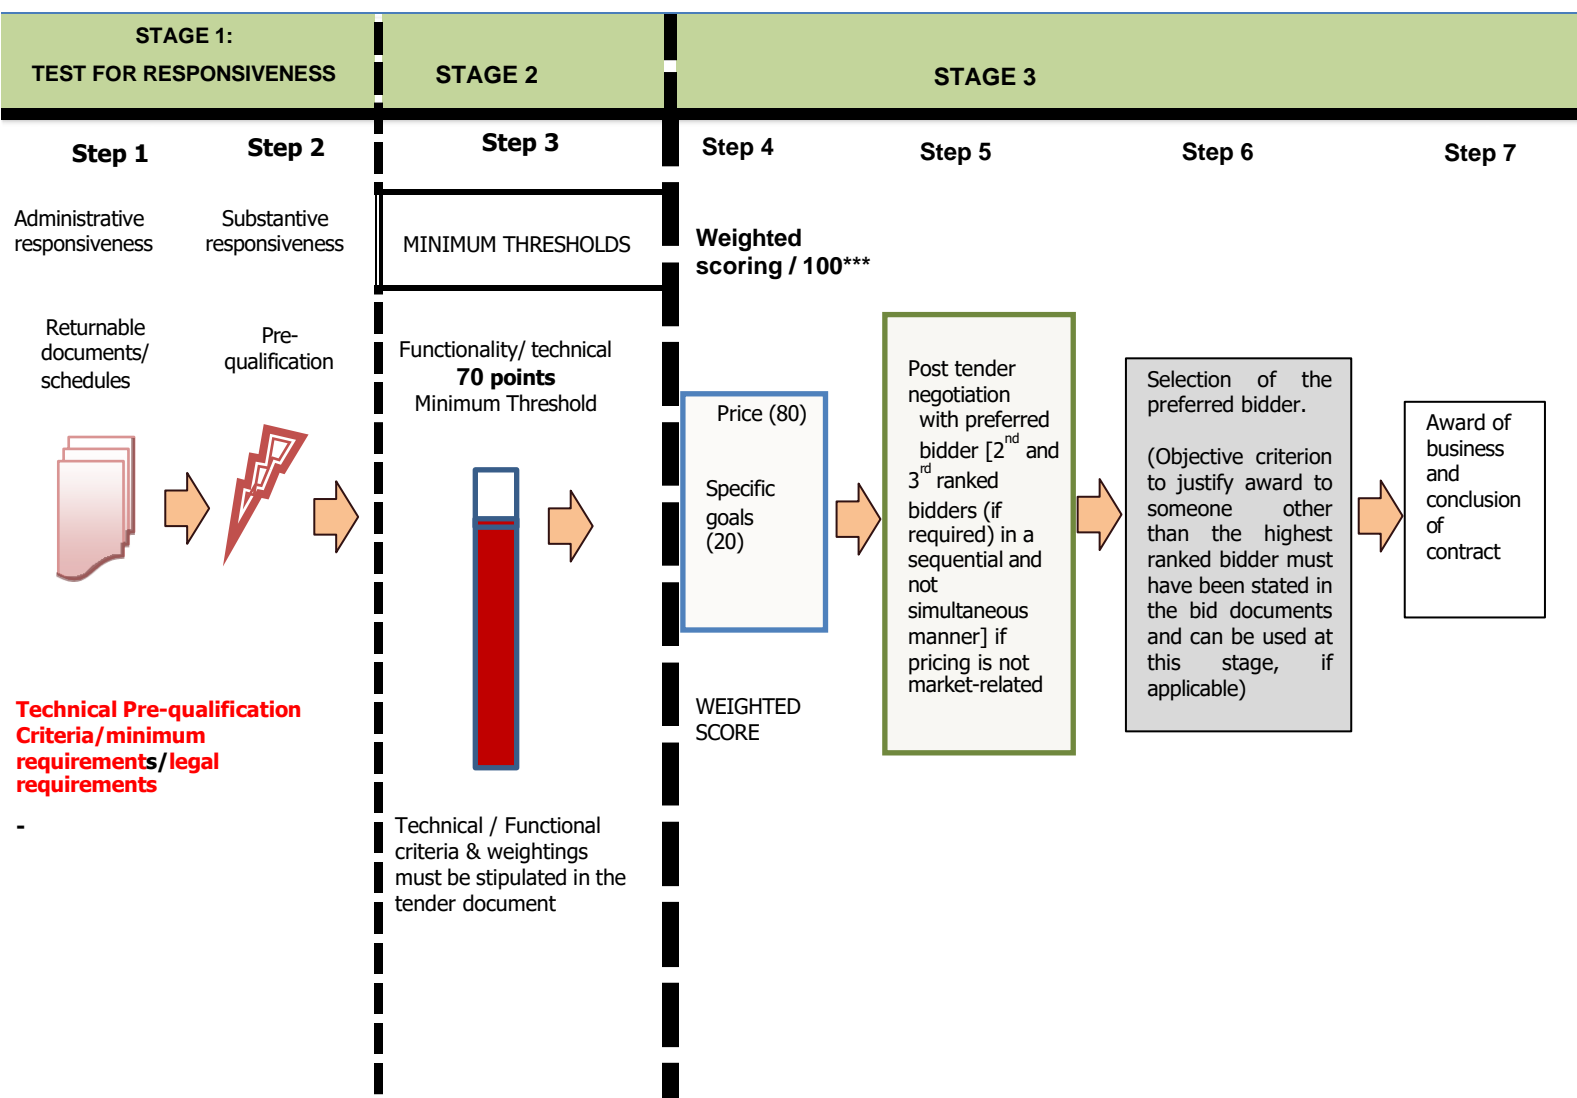 STAGE 1:
TEST FOR RESPONSIVENESS
STAGE 2
STAGE 3
Step 1
Step 2
Step 3
Step 4
Step 5
Step 6
Step 7
Administrative
responsiveness
Substantive
responsiveness
MINIMUM THRESHOLDS
Weighted
scoring / 100***
Returnable
documents/
schedules
Pre-
qualification
Functionality/ technical
70 points
Minimum Threshold
Price (80)
Specific
goals
(20)
Post tender
negotiation
with preferred
bidder [2nd and
3rd ranked
bidders (if
required) in a
sequential and
not
simultaneous
manner] if
pricing is not
market-related
Selection of the
preferred bidder.
(Objective criterion
to justify award to
someone other
than the highest
ranked bidder must
have been stated in
the bid documents
and can be used at
this stage, if
applicable)
Award of
business
and
conclusion
of
contract
Technical Pre-qualification
Criteria/minimum
requirements/legal
requirements
-
WEIGHTED
SCORE
Technical / Functional
criteria & weightings
must be stipulated in the
tender document